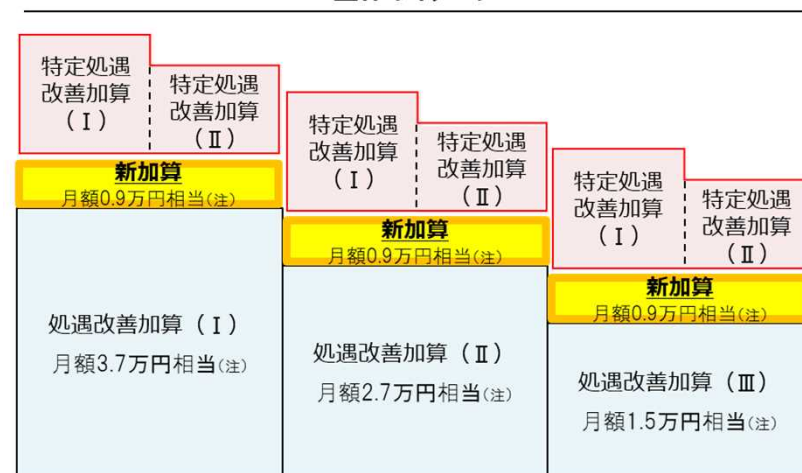 特定処遇
改善加算
（Ⅰ）
特定処遇
改善加算
（Ⅱ）
新加算
月額0.9万円相当(注)
処遇改善加算（Ⅰ）
月額3.7万円相当(注)
特定処遇
改善加算
（Ⅰ）
特定処遇
改善加算
（Ⅱ）
新加算
月額0.9万円相当(注)
処遇改善加算（Ⅱ）
月額2.7万円相当(注)
特定処遇
改善加算
（Ⅰ）
特定処遇
改善加算
（Ⅱ）
新加算
月額0.9万円相当(注)
処遇改善加算（Ⅲ）
月額1.5万円相当(注)